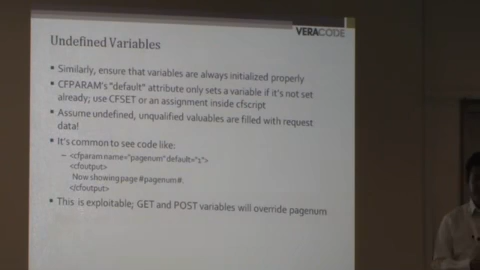 VERACODE
Undefined Variables
Similarly, ensure that variables are always initialized properly
CFPARAM's "default" attribute only sets a variable if it's not set
already; use CFSET or an assignment inside cfscript
Assume undefined, unqualified valuables are filled with request
data!
It's common to see code like:
– <cfparam name="pagenum" default="1">
<cfoutput>
Now showing page #pagenum#.
</cfoutput>
This is exploitable; GET and POST variables will override pagenum